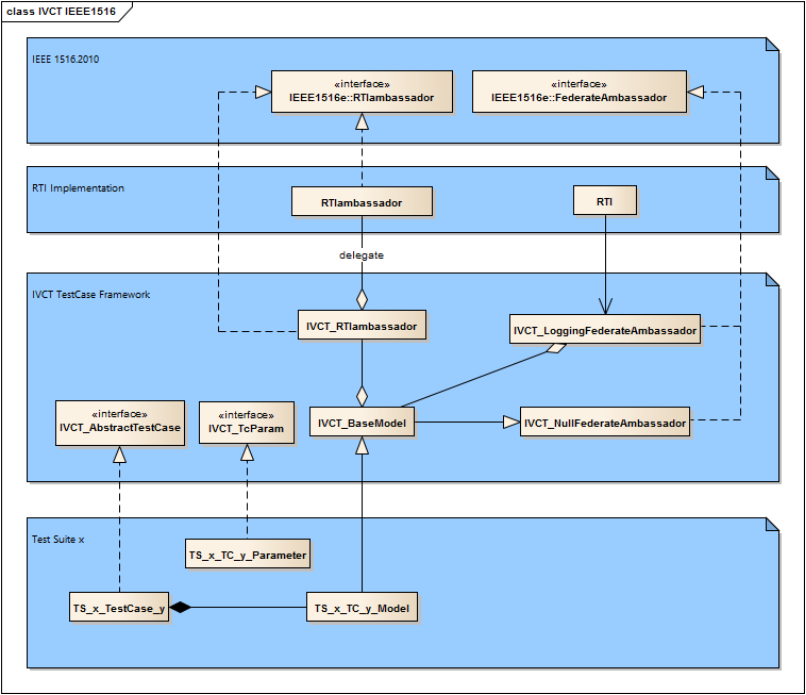 class IVCT IEEE1516
IEEE 1516.2010
«interface»
IEEE1516e::RTIambassador
«interface»
IEEE1516e::FederateAmbassador
RTI Implementation
RTIambassador
RTI
delegate
IVCT TestCase Framework
IVCT_RTIambassador
IVCT_LoggingFederateAmbassador
«interface»
IVCT_AbstractTestCase
«interface»
IVCT_TcParam
IVCT_BaseModel
IVCT_NullFederateAmbassador
Test Suite x
TS_x_TC_y_Parameter
TS_x_TestCase_y
TS_x_TC_y_Model